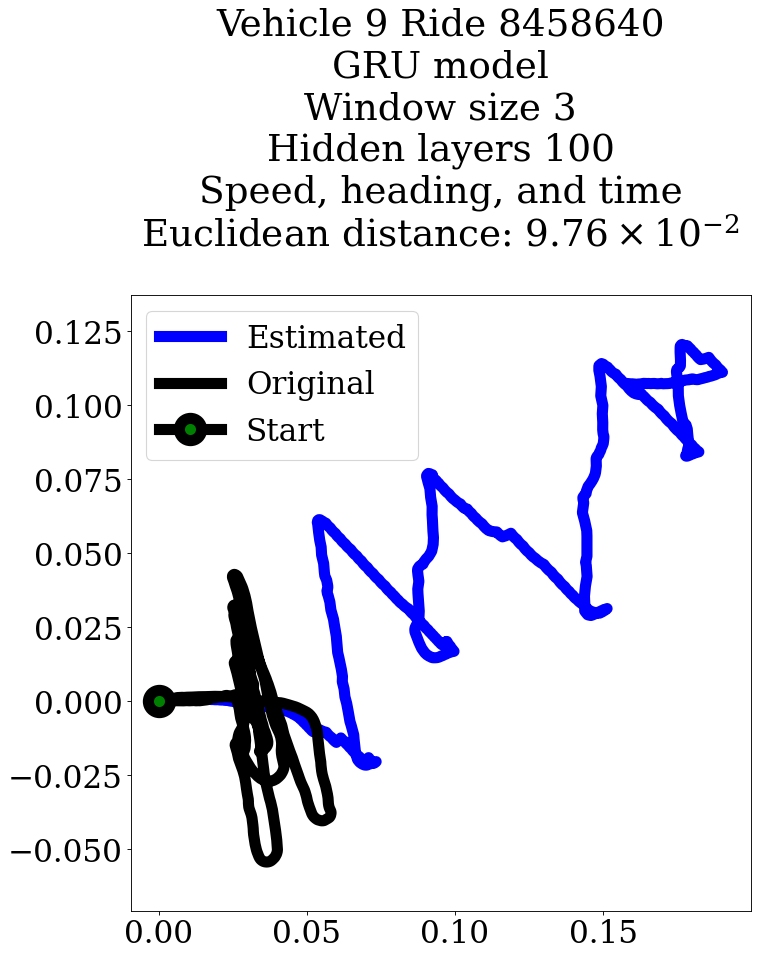 Vehicle 9 Ride 8458640
GRU model
Window size 3
Hidden layers 100
Speed, heading, and time
Euclidean distance: 9.76 × 10⁻²
Estimated
Original
Start
0.125
0.100
0.075
0.050
0.025
0.000
−0.025
−0.050
0.00 0.05 0.10 0.15